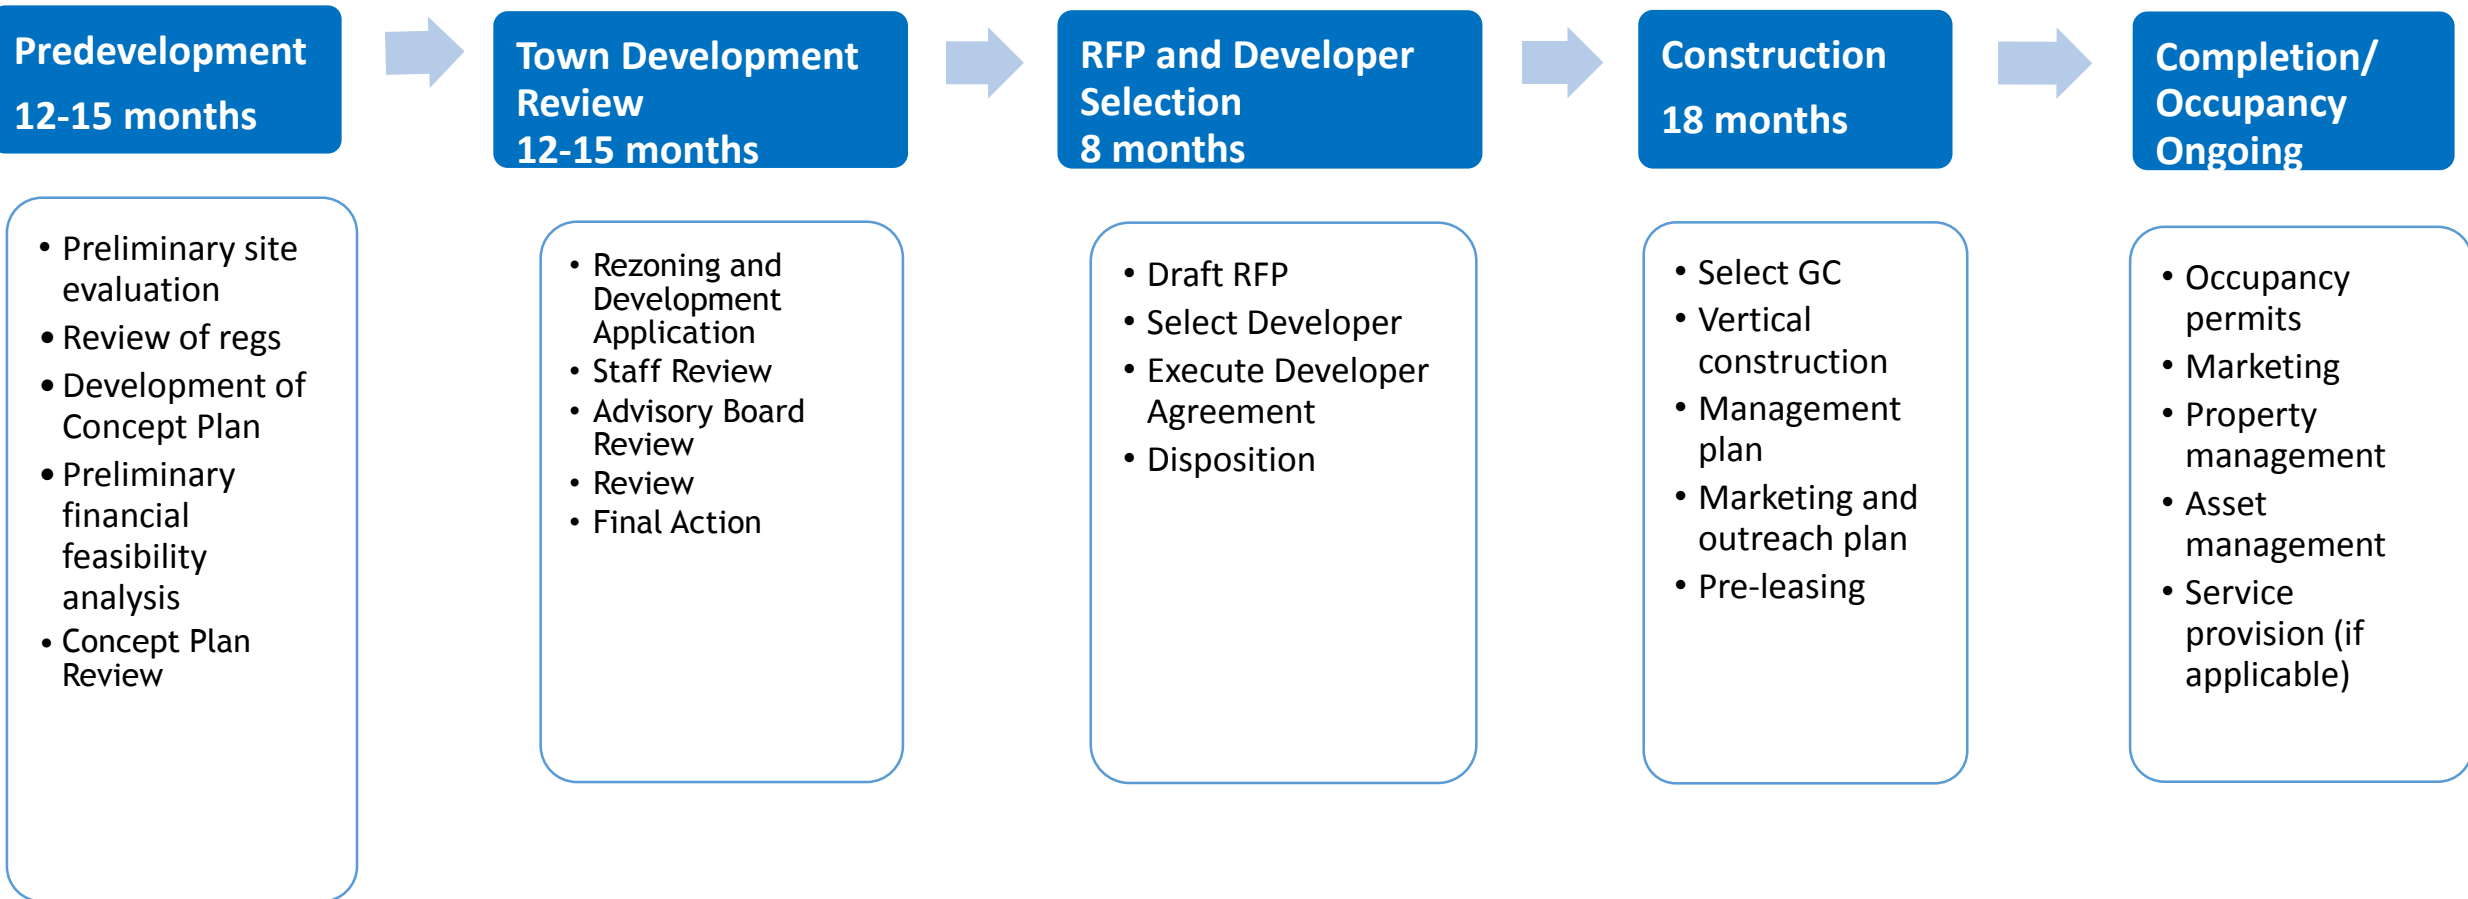 Predevelopment
12-15 months
Town Development
Review
12-15 months
RFP and Developer
Selection
8 months
Construction
18 months
Completion/
Occupancy
Ongoing
• Preliminary site
evaluation
• Review of regs
• Development of
Concept Plan
• Preliminary
financial
feasibility
analysis
• Concept Plan
Review
• Rezoning and
Development
Application
• Staff Review
• Advisory Board
Review
• Review
• Final Action
• Draft RFP
• Select Developer
• Execute Developer
Agreement
• Disposition
• Select GC
• Vertical
construction
• Management
plan
• Marketing and
outreach plan
• Pre-leasing
• Occupancy
permits
• Marketing
• Property
management
• Asset
management
• Service
provision (if
applicable)